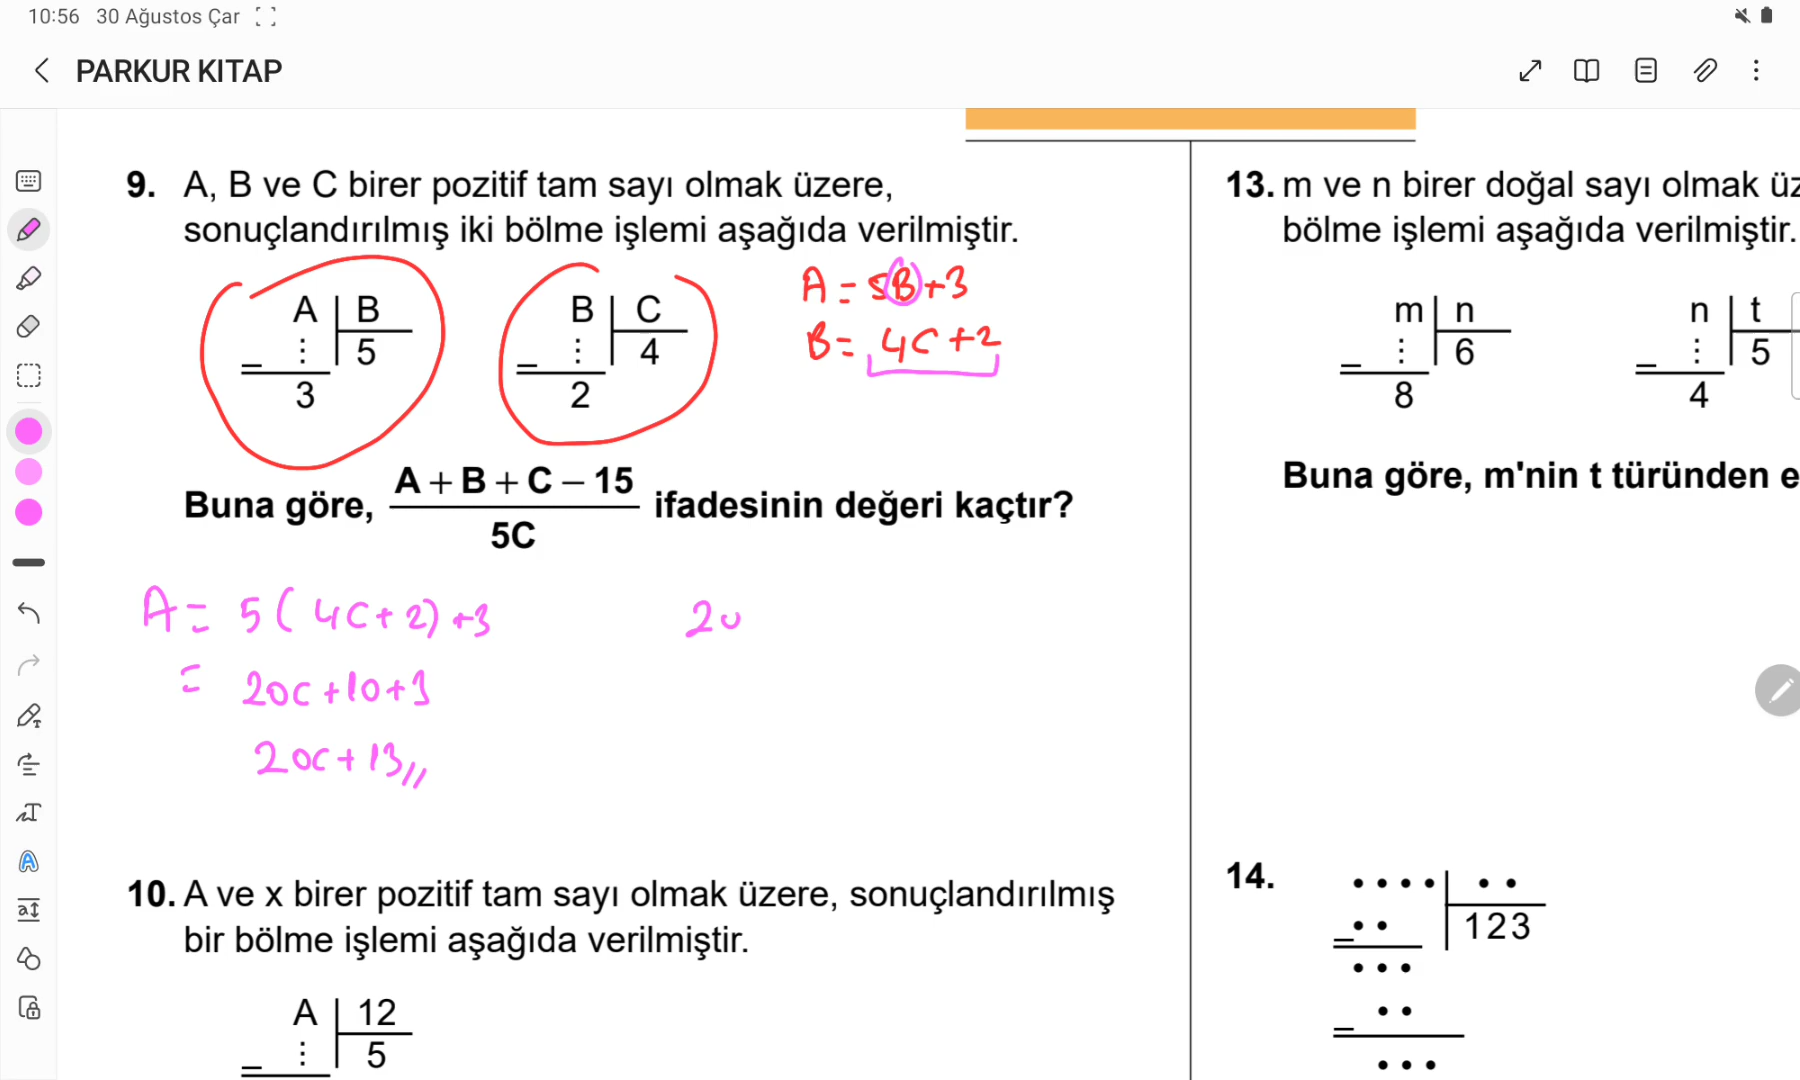 10:56 30 Ağustos Çar
PARKUR KITAP
9. A, B ve C birer pozitif tam sayı olmak üzere,
sonuçlandırılmış iki bölme işlemi aşağıda verilmiştir.
A B
5
3
B C
4
2
A = 5B+3
B = 4C+2
Buna göre, A + B + C – 15 / 5C ifadesinin değeri kaçtır?
A = 5 ( 4C + 2) +3
= 20C +10+3
20C + 13
20
10. A ve x birer pozitif tam sayı olmak üzere, sonuçlandırılmış
bir bölme işlemi aşağıda verilmiştir.
A 12
5
13. m ve n birer doğal sayı olmak
bölme işlemi aşağıda verilmiştir.
m n
6
8
n t
5
4
Buna göre, m'nin t türünden
14.
123